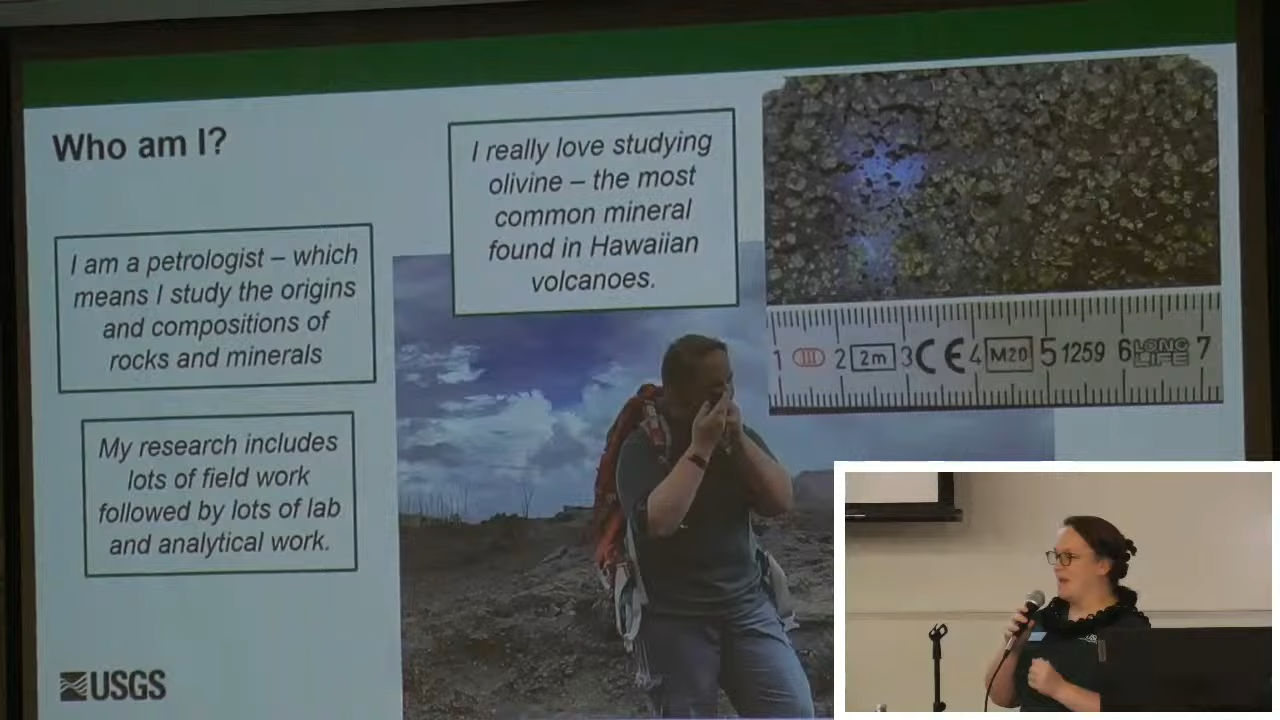 Who am I?
I am a petrologist – which
means I study the origins
and compositions of
rocks and minerals
My research includes
lots of field work
followed by lots of lab
and analytical work.
I really love studying
olivine – the most
common mineral
found in Hawaiian
volcanoes.
1 III 2 2m 3 CE 4 M20 5 1259 6 LONG LIFE 7
USGS